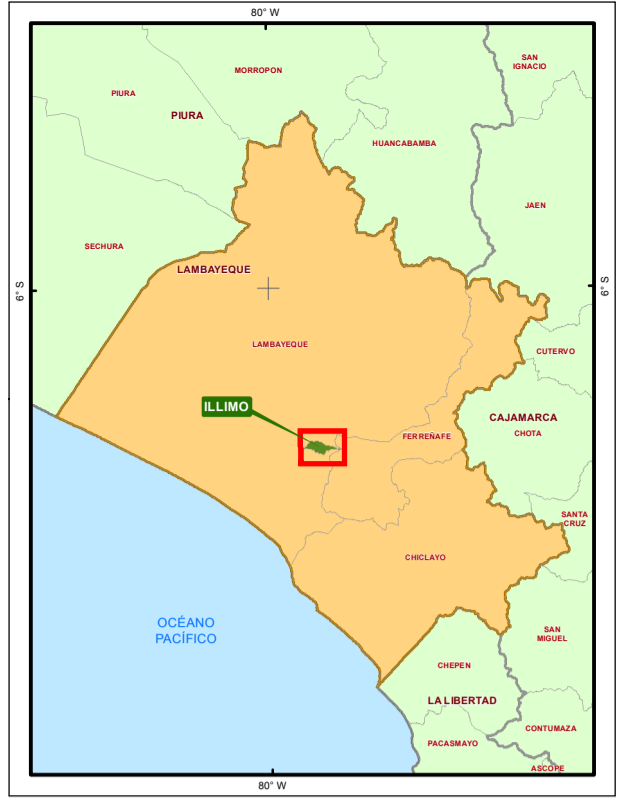 80° W
SAN
IGNACIO
MORROPON
PIURA
PIURA
HUANCABAMBA
JAEN
SECHURA
LAMBAYEQUE
6° S
6° S
LAMBAYEQUE
CUTERVO
ILLIMO
CAJAMARCA
CHOTA
FERREÑAFE
SANTA
CRUZ
CHICLAYO
OCÉANO
PACÍFICO
SAN
MIGUEL
CHEPEN
LA LIBERTAD
CONTUMAZA
PACASMAYO
ASCOPE
80° W